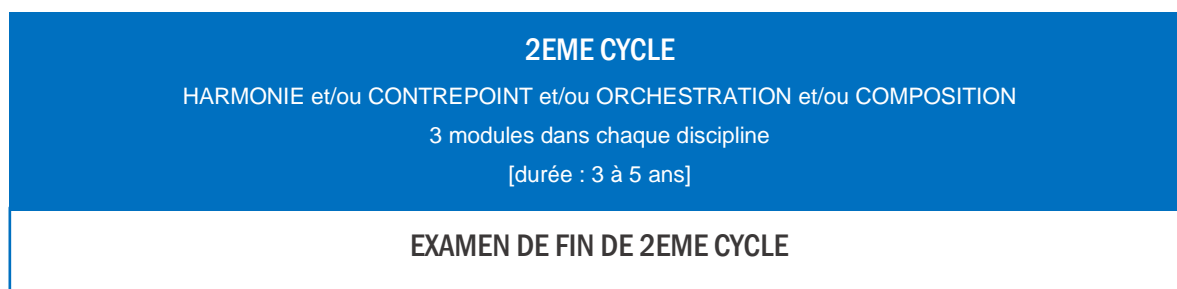 2EME CYCLE
HARMONIE et/ou CONTREPOINT et/ou ORCHESTRATION et/ou COMPOSITION
3 modules dans chaque discipline
[durée : 3 à 5 ans]
EXAMEN DE FIN DE 2EME CYCLE